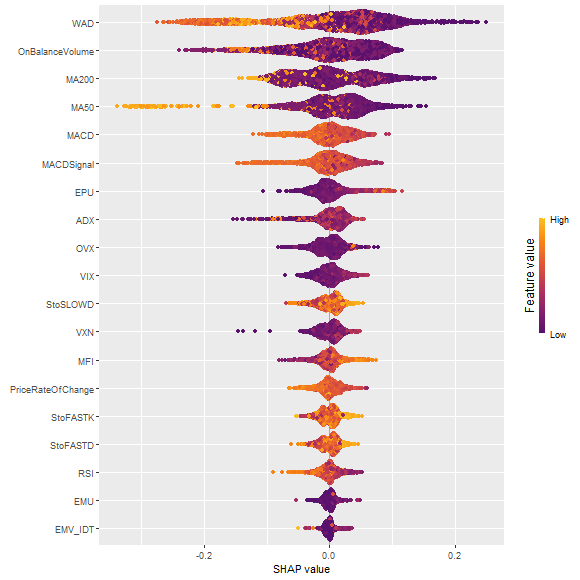 WAD
OnBalanceVolume
MA200
MA50
MACD
MACDSignal
EPU
ADX
OVX
VIX
StoSLOWD
VXN
MFI
PriceRateOfChange
StoFASTK
StoFASTD
RSI
EMU
EMV_IDT
-0.2 0.0 0.2
SHAP value
High
Feature value
Low